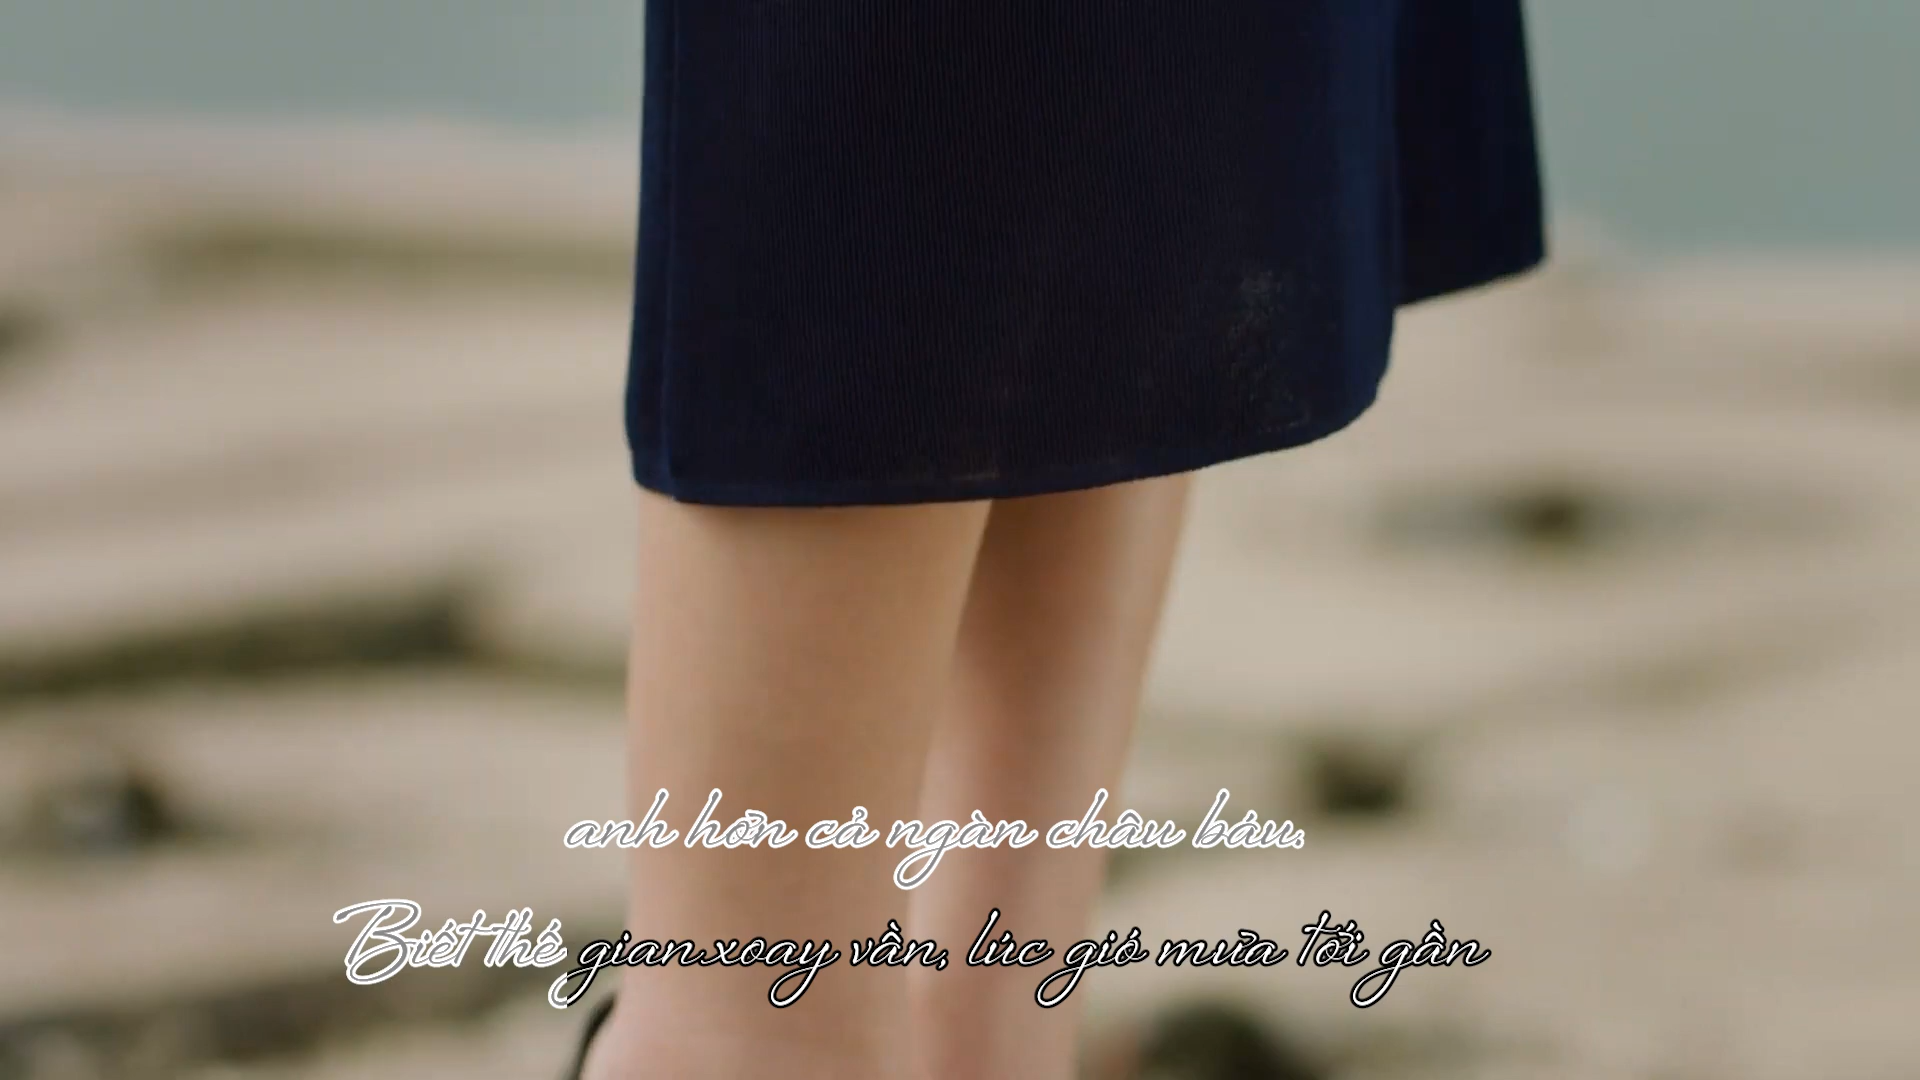 anh hơn cả ngàn châu báu.
Biết thế gian xoay vần, lúc gió mưa tới gần